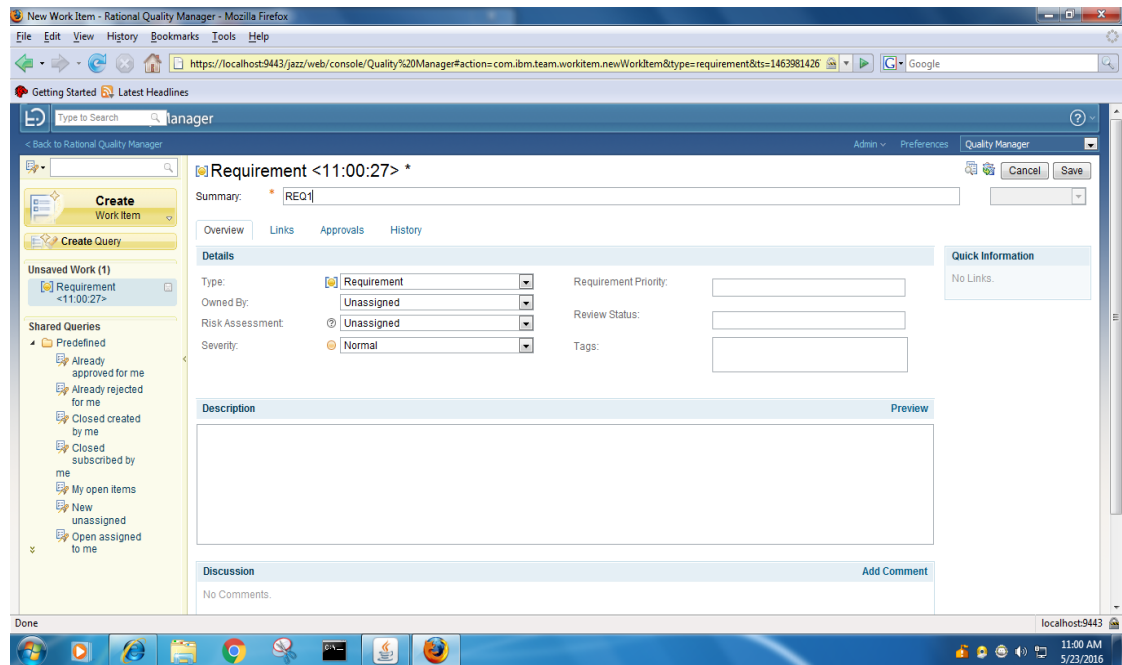 New Work Item - Rational Quality Manager - Mozilla Firefox
File Edit View History Bookmarks Tools Help
https://localhost:9443/jazz/web/console/Quality%20Manager#action=com.ibm.team.workitem.newWorkItem&type=requirement&ts=1463981426
G Google
Getting Started Latest Headlines
Type to Search
Manager
< Back to Rational Quality Manager
Admin Preferences Quality Manager
Requirement <11:00:27> *
Cancel Save
Summary: * REQ1
Create
Work Item
Create Query
Unsaved Work (1)
Requirement
<11:00:27>
Shared Queries
Predefined
Already
approved for me
Already rejected
for me
Closed created
by me
Closed
subscribed by
me
My open items
New
unassigned
Open assigned
to me
Overview Links Approvals History
Details
Type: Requirement
Owned By: Unassigned
Risk Assessment: Unassigned
Severity: Normal
Requirement Priority:
Review Status:
Tags:
Quick Information
No Links.
Description Preview
Discussion Add Comment
No Comments.
Done
localhost:9443
C:\
11:00 AM
5/23/2016